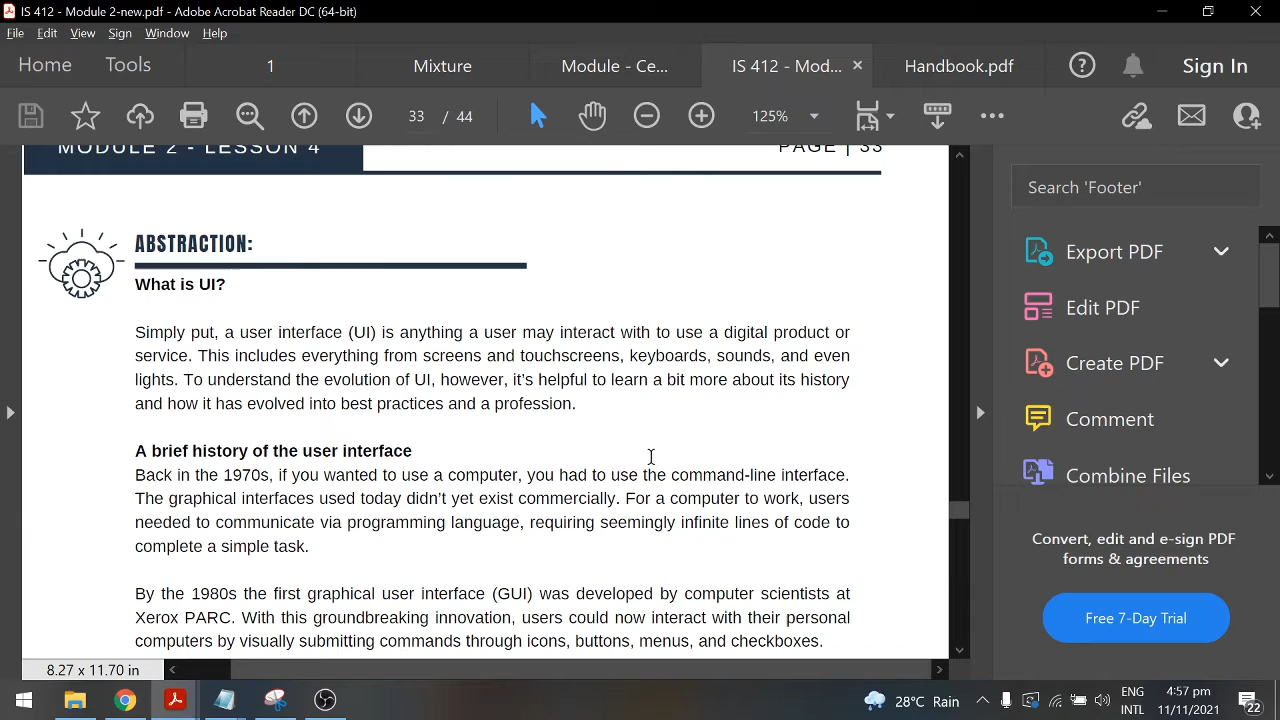 IS 412 - Module 2-new.pdf - Adobe Acrobat Reader DC (64-bit)
File Edit View Sign Window Help
Home Tools 1 Mixture Module - Ce... IS 412 - Mod... × Handbook.pdf Sign In
33 / 44 125%
MODULE 2 - LESSON 4 PAGE | 33
Search 'Footer'
ABSTRACTION:
What is UI?
Simply put, a user interface (UI) is anything a user may interact with to use a digital product or
service. This includes everything from screens and touchscreens, keyboards, sounds, and even
lights. To understand the evolution of UI, however, it's helpful to learn a bit more about its history
and how it has evolved into best practices and a profession.
A brief history of the user interface
Back in the 1970s, if you wanted to use a computer, you had to use the command-line interface.
The graphical interfaces used today didn't yet exist commercially. For a computer to work, users
needed to communicate via programming language, requiring seemingly infinite lines of code to
complete a simple task.
By the 1980s the first graphical user interface (GUI) was developed by computer scientists at
Xerox PARC. With this groundbreaking innovation, users could now interact with their personal
computers by visually submitting commands through icons, buttons, menus, and checkboxes.
Export PDF
Edit PDF
Create PDF
Comment
Combine Files
Convert, edit and e-sign PDF
forms & agreements
Free 7-Day Trial
8.27 x 11.70 in
28°C Rain
ENG
INTL
4:57 pm
11/11/2021
22